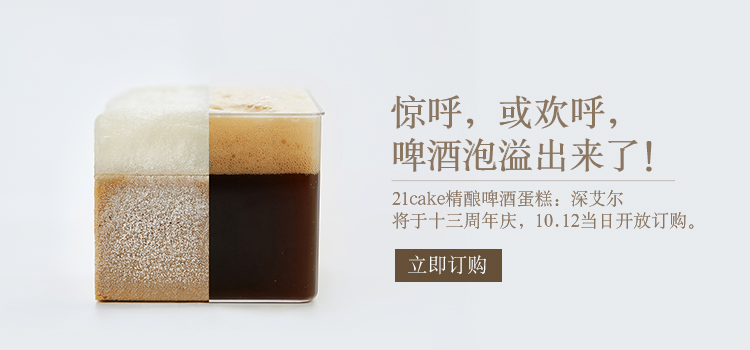 惊呼，或欢呼，
啤酒泡溢出来了！
21cake精酿啤酒蛋糕：深艾尔
将于十三周年庆，10.12当日开放订购。
立即订购